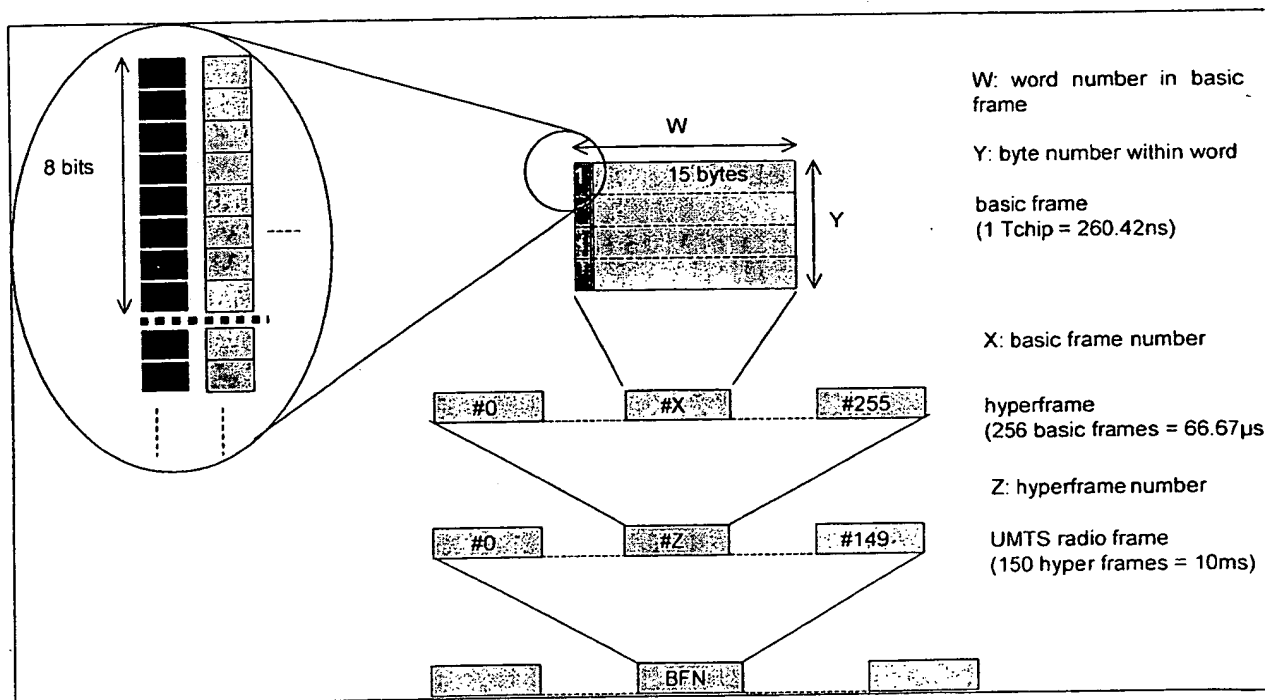 8 bits
W
1
15 bytes
Y
W: word number in basic
frame
Y: byte number within word
basic frame
(1 Tchip = 260.42ns)
X: basic frame number
#0
#X
#255
hyperframe
(256 basic frames = 66.67µs
Z: hyperframe number
#0
#Z
#149
UMTS radio frame
(150 hyper frames = 10ms)
BFN